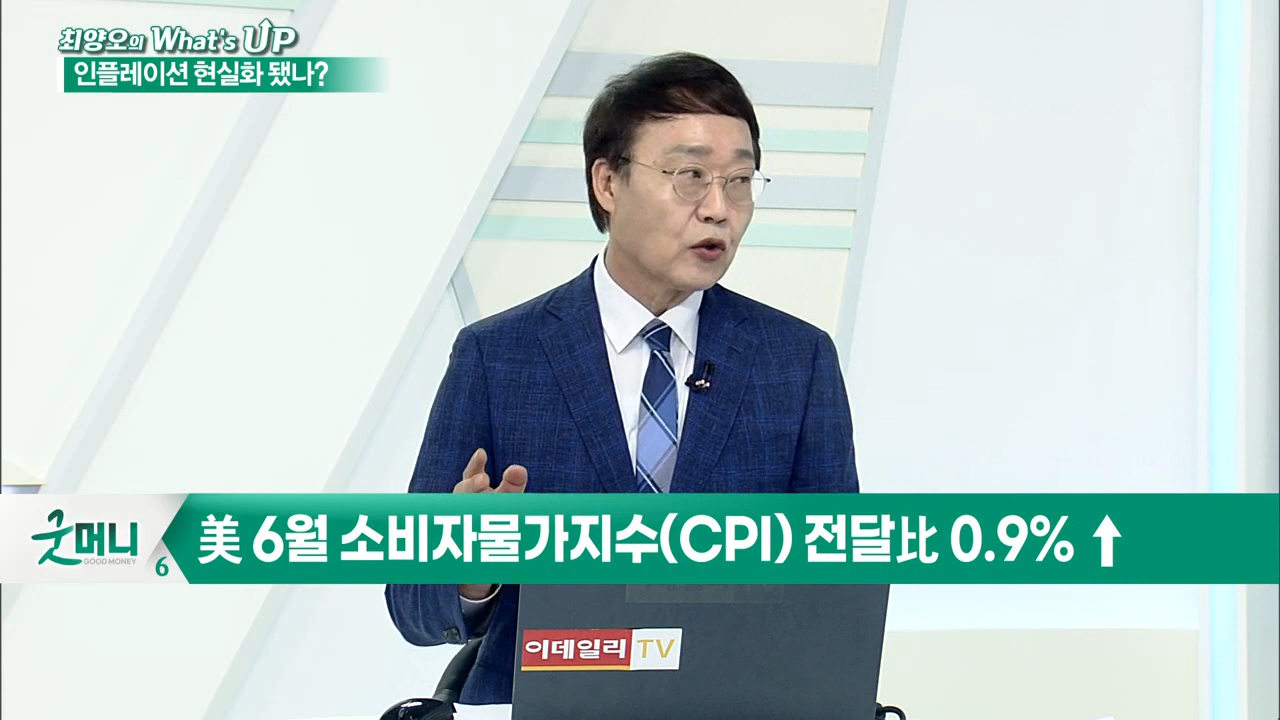 최양오의 What's UP
인플레이션 현실화 됐나?
굿머니
GOOD MONEY
6
美 6월 소비자물가지수(CPI) 전달比 0.9% ↑
이데일리 TV